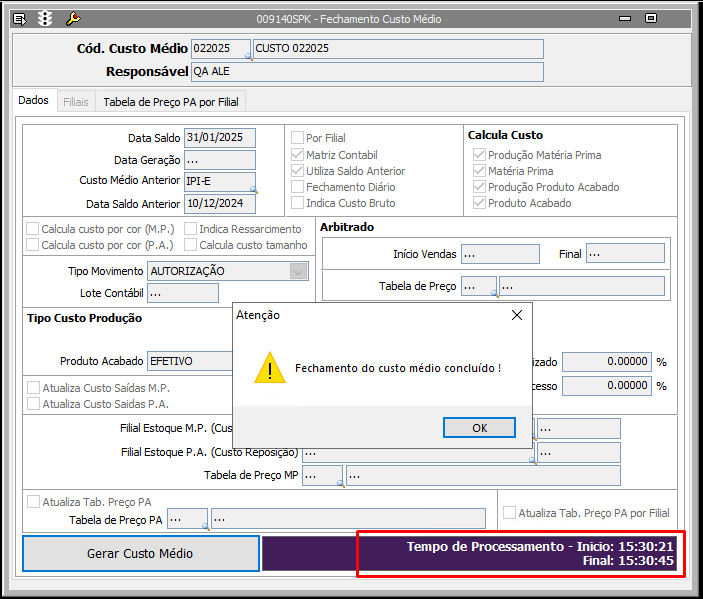 009140SPK - Fechamento Custo Médio
Cód. Custo Médio 022025 CUSTO 022025
Responsável QA ALE
Dados Filiais Tabela de Preço PA por Filial
Data Saldo 31/01/2025
Data Geração ...
Custo Médio Anterior IPI-E
Data Saldo Anterior 10/12/2024
Por Filial
Matriz Contabil
Utiliza Saldo Anterior
Fechamento Diário
Indica Custo Bruto
Calcula Custo
Produção Matéria Prima
Matéria Prima
Produção Produto Acabado
Produto Acabado
Calcula custo por cor (M.P.) Indica Ressarcimento
Calcula custo por cor (P.A.) Calcula custo tamanho
Tipo Movimento AUTORIZAÇÃO
Lote Contábil ...
Arbitrado
Início Vendas ... Final ...
Tabela de Preço ... ...
Tipo Custo Produção
Produto Acabado EFETIVO
izado 0.00000 %
cesso 0.00000 %
Atenção
Fechamento do custo médio concluído !
OK
Atualiza Custo Saídas M.P.
Atualiza Custo Saidas P.A.
Filial Estoque M.P. (Cus ...
Filial Estoque P.A. (Custo Reposição) ... ...
Tabela de Preço MP ... ...
Atualiza Tab. Preço PA
Tabela de Preço PA ... ...
Atualiza Tab. Preço PA por Filial
Gerar Custo Médio
Tempo de Processamento - Inicio: 15:30:21
Final: 15:30:45